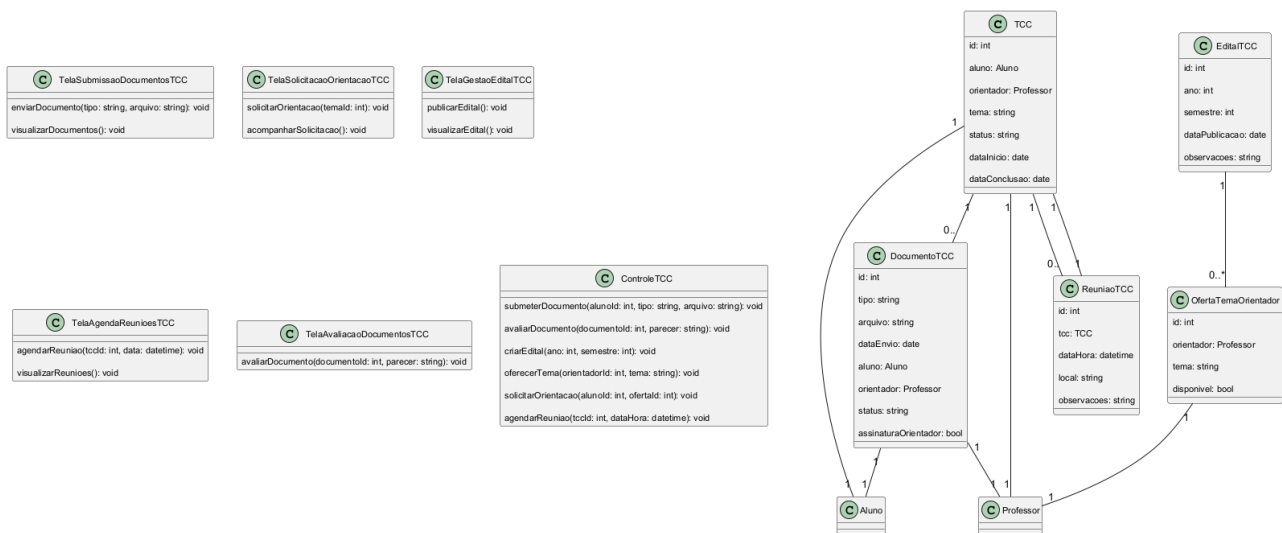 C TelaSubmissaoDocumentosTCC
enviarDocumento(tipo: string, arquivo: string): void
visualizarDocumentos(): void
C TelaSolicitacaoOrientacaoTCC
solicitarOrientacao(temaId: int): void
acompanharSolicitacao(): void
C TelaGestaoEditalTCC
publicarEdital(): void
visualizarEdital(): void
C TCC
id: int
aluno: Aluno
orientador: Professor
tema: string
status: string
dataInicio: date
dataConclusao: date
C EditalTCC
id: int
ano: int
semestre: int
dataPublicacao: date
observacoes: string
1
1
1
1
1
1
0..
0..
1
0..*
C TelaAgendaReunioesTCC
agendarReuniao(tccId: int, data: datetime): void
visualizarReunioes(): void
C TelaAvaliacaoDocumentosTCC
avaliarDocumento(documentoId: int, parecer: string): void
C ControleTCC
submeterDocumento(alunoId: int, tipo: string, arquivo: string): void
avaliarDocumento(documentoId: int, parecer: string): void
criarEdital(ano: int, semestre: int): void
oferecerTema(orientadorId: int, tema: string): void
solicitarOrientacao(alunoId: int, ofertaId: int): void
agendarReuniao(tccId: int, dataHora: datetime): void
C DocumentoTCC
id: int
tipo: string
arquivo: string
dataEnvio: date
aluno: Aluno
orientador: Professor
status: string
assinaturaOrientador: bool
C ReuniaoTCC
id: int
tcc: TCC
dataHora: datetime
local: string
observacoes: string
C OfertaTemaOrientador
id: int
orientador: Professor
tema: string
disponivel: bool
1
1
1
1
1
1
1
1
C Aluno
C Professor